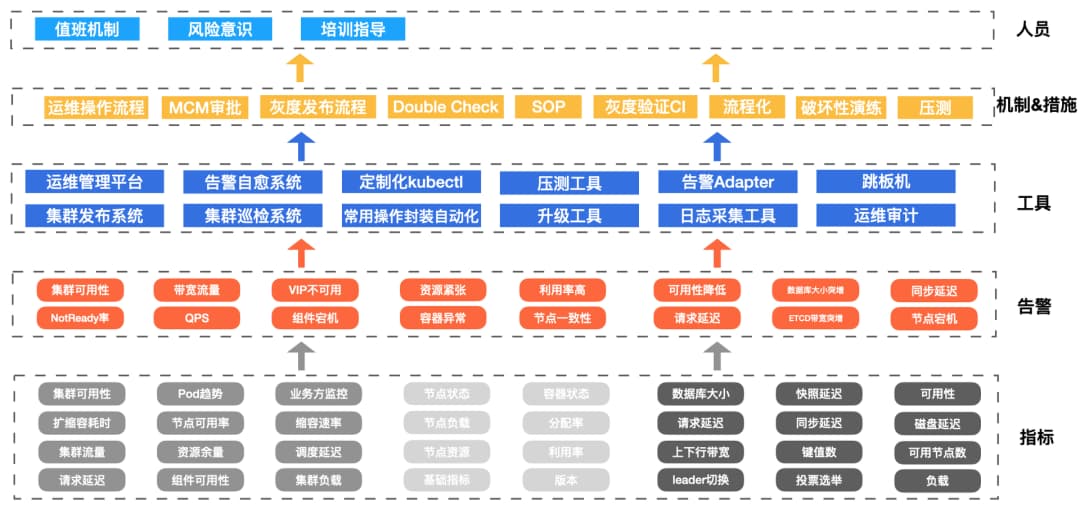 值班机制 风险意识 培训指导 人员
运维操作流程 MCM审批 灰度发布流程 Double Check SOP 灰度验证CI 流程化 破坏性演练 压测 机制&措施
运维管理平台 告警自愈系统 定制化kubectl 压测工具 告警Adapter 跳板机
工具
集群发布系统 集群巡检系统 常用操作封装自动化 升级工具 日志采集工具 运维审计
集群可用性 带宽流量 VIP不可用 资源紧张 利用率高 可用性降低 数据库大小突增 同步延迟
告警
NotReady率 QPS 组件宕机 容器异常 节点一致性 请求延迟 ETCD带宽突增 节点宕机
集群可用性 Pod趋势 业务方监控 节点状态 容器状态 数据库大小 快照延迟 可用性
扩缩容耗时 节点可用率 缩容速率 节点负载 分配率 请求延迟 同步延迟 磁盘延迟
指标
集群流量 资源余量 调度延迟 节点资源 利用率 上下行带宽 键值数 可用节点数
请求延迟 组件可用性 集群负载 基础指标 版本 leader切换 投票选举 负载